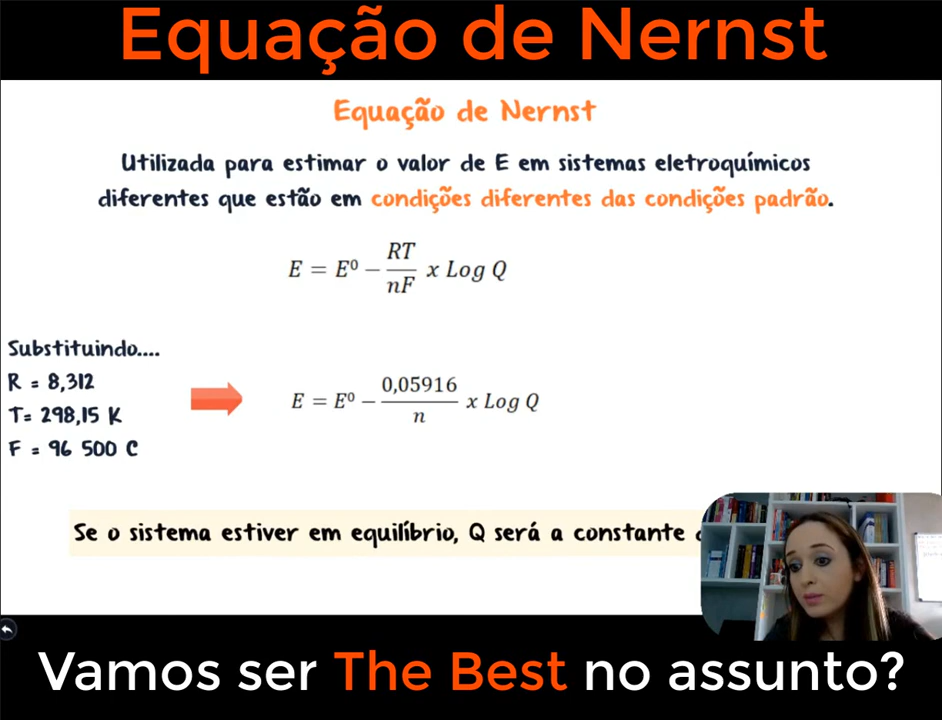 Equação de Nernst
Equação de Nernst
Utilizada para estimar o valor de E em sistemas eletroquímicos
diferentes que estão em condições diferentes das condições padrão.
E = E⁰ − RT/nF x Log Q
Substituindo....
R = 8,312
T= 298,15 K
F = 96 500 C
E = E⁰ − 0,05916/n x Log Q
Se o sistema estiver em equilíbrio, Q será a constante
Vamos ser The Best no assunto?